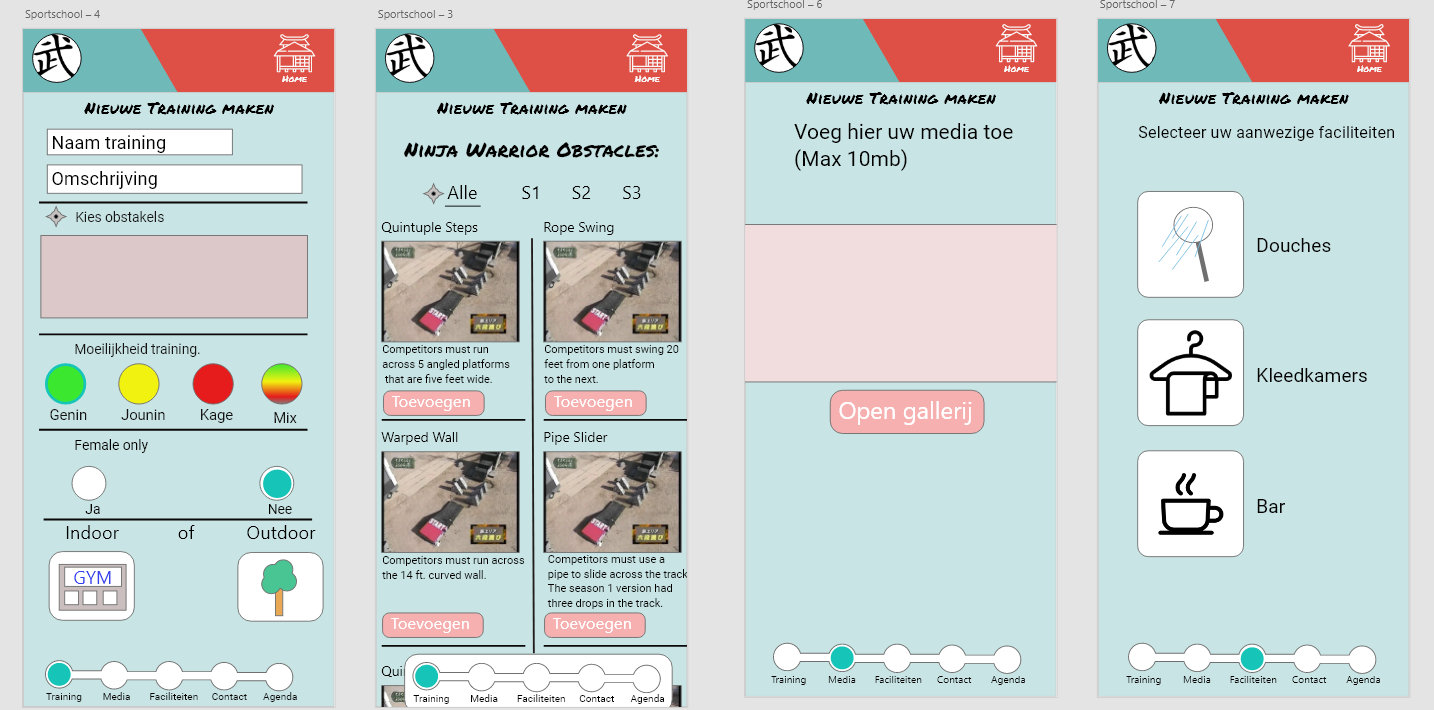 Sportschool – 4
武
Home
Nieuwe Training maken
Naam training
Omschrijving
Kies obstakels
Moeilijkheid training.
Genin
Jounin
Kage
Mix
Female only
Ja
Nee
Indoor of Outdoor
GYM
Training
Media
Faciliteiten
Contact
Agenda
Sportschool – 3
武
Home
Nieuwe Training maken
Ninja Warrior Obstacles:
Alle S1 S2 S3
Quintuple Steps
START
Competitors must run
across 5 angled platforms
that are five feet wide.
Toevoegen
Rope Swing
START
Competitors must swing 20
feet from one platform
to the next.
Toevoegen
Warped Wall
START
Competitors must run across
the 14 ft. curved wall.
Toevoegen
Pipe Slider
START
Competitors must use a
pipe to slide across the track
The season 1 version had
three drops in the track.
Toevoegen
Qui
Training
Media
Faciliteiten
Contact
Agenda
Sportschool – 6
武
Home
Nieuwe Training maken
Voeg hier uw media toe
(Max 10mb)
Open gallerij
Training
Media
Faciliteiten
Contact
Agenda
Sportschool – 7
武
Home
Nieuwe Training maken
Selecteer uw aanwezige faciliteiten
Douches
Kleedkamers
Bar
Training
Media
Faciliteiten
Contact
Agenda